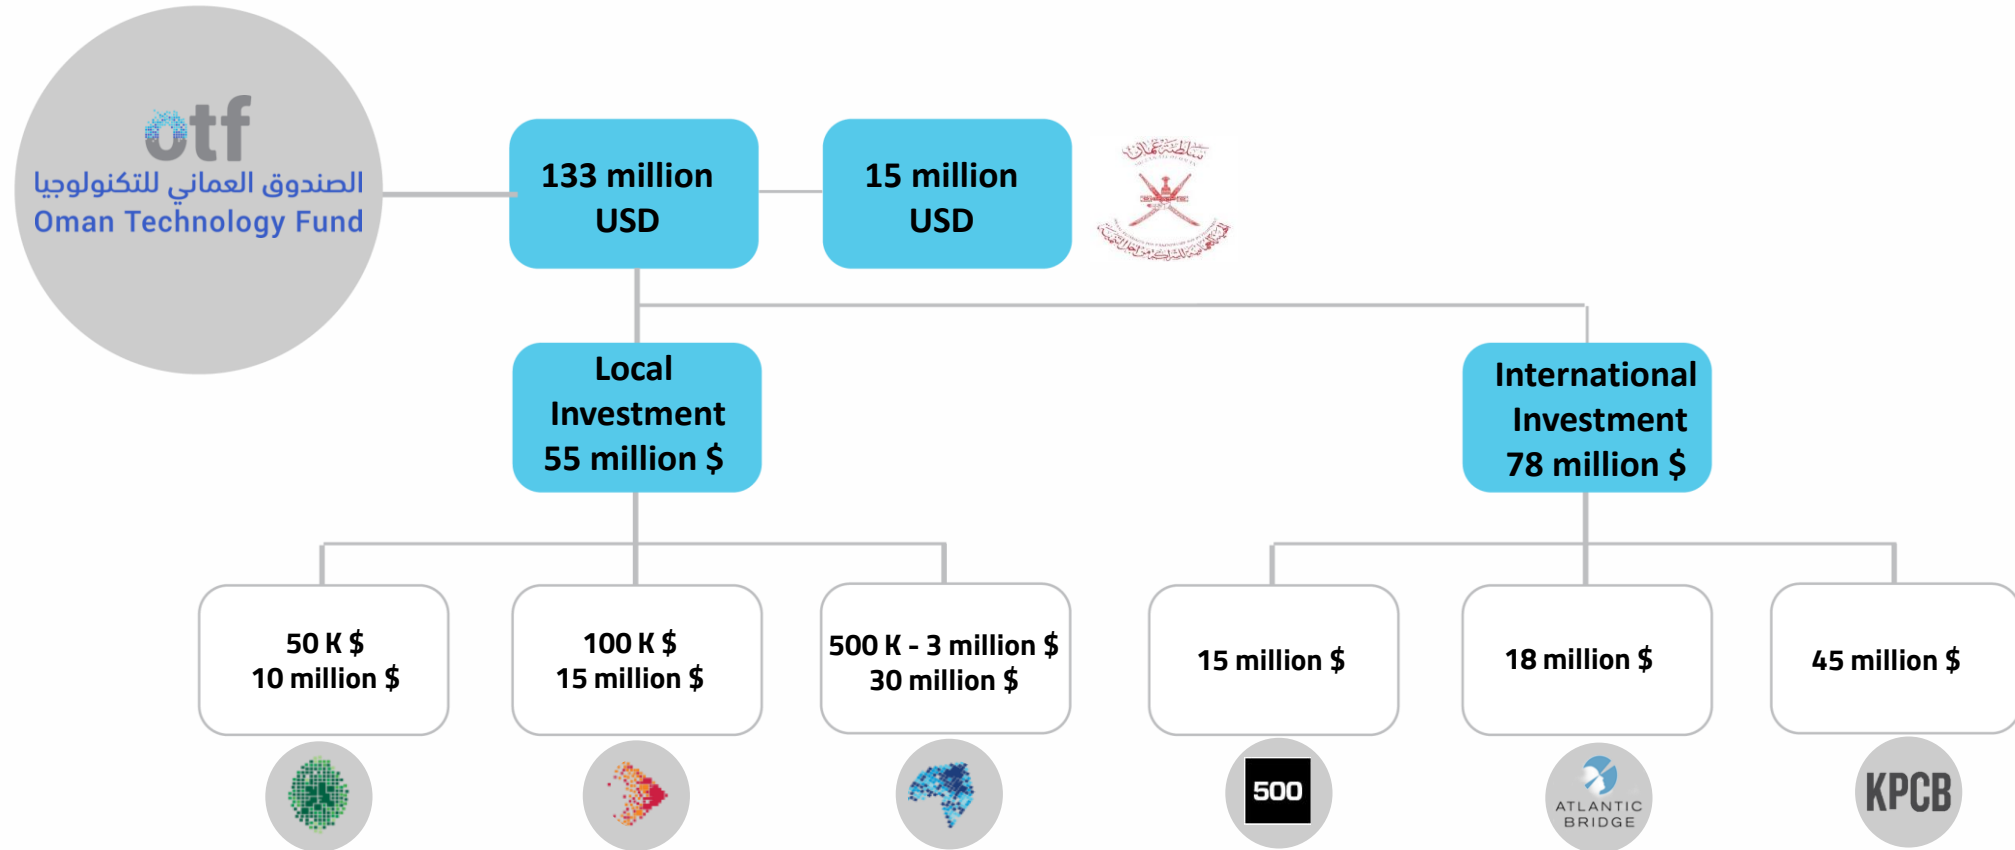 otf
الصندوق العماني للتكنولوجيا
Oman Technology Fund
133 million
USD
15 million
USD
سلطنة عمان
Local
Investment
55 million $
International
Investment
78 million $
50 K $
10 million $
100 K $
15 million $
500 K - 3 million $
30 million $
15 million $
18 million $
45 million $
500
ATLANTIC
BRIDGE
KPCB